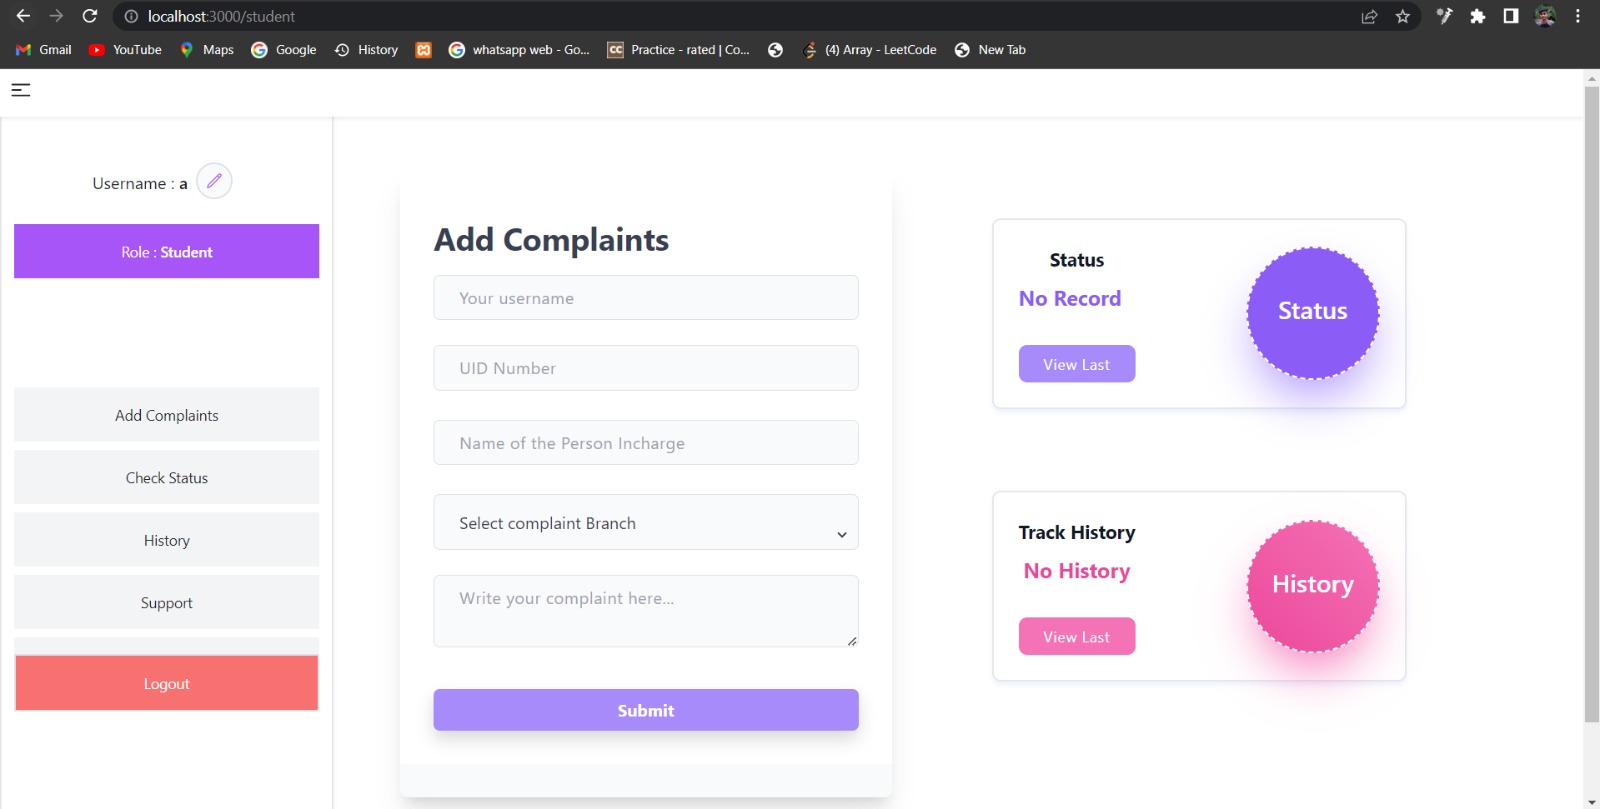 localhost:3000/student
Gmail YouTube Maps Google History whatsapp web - Go... CC Practice - rated | Co... (4) Array - LeetCode New Tab
Username : a
Role : Student
Add Complaints
Check Status
History
Support
Logout
Add Complaints
Your username
UID Number
Name of the Person Incharge
Select complaint Branch
Write your complaint here...
Submit
Status
No Record
View Last
Status
Track History
No History
View Last
History